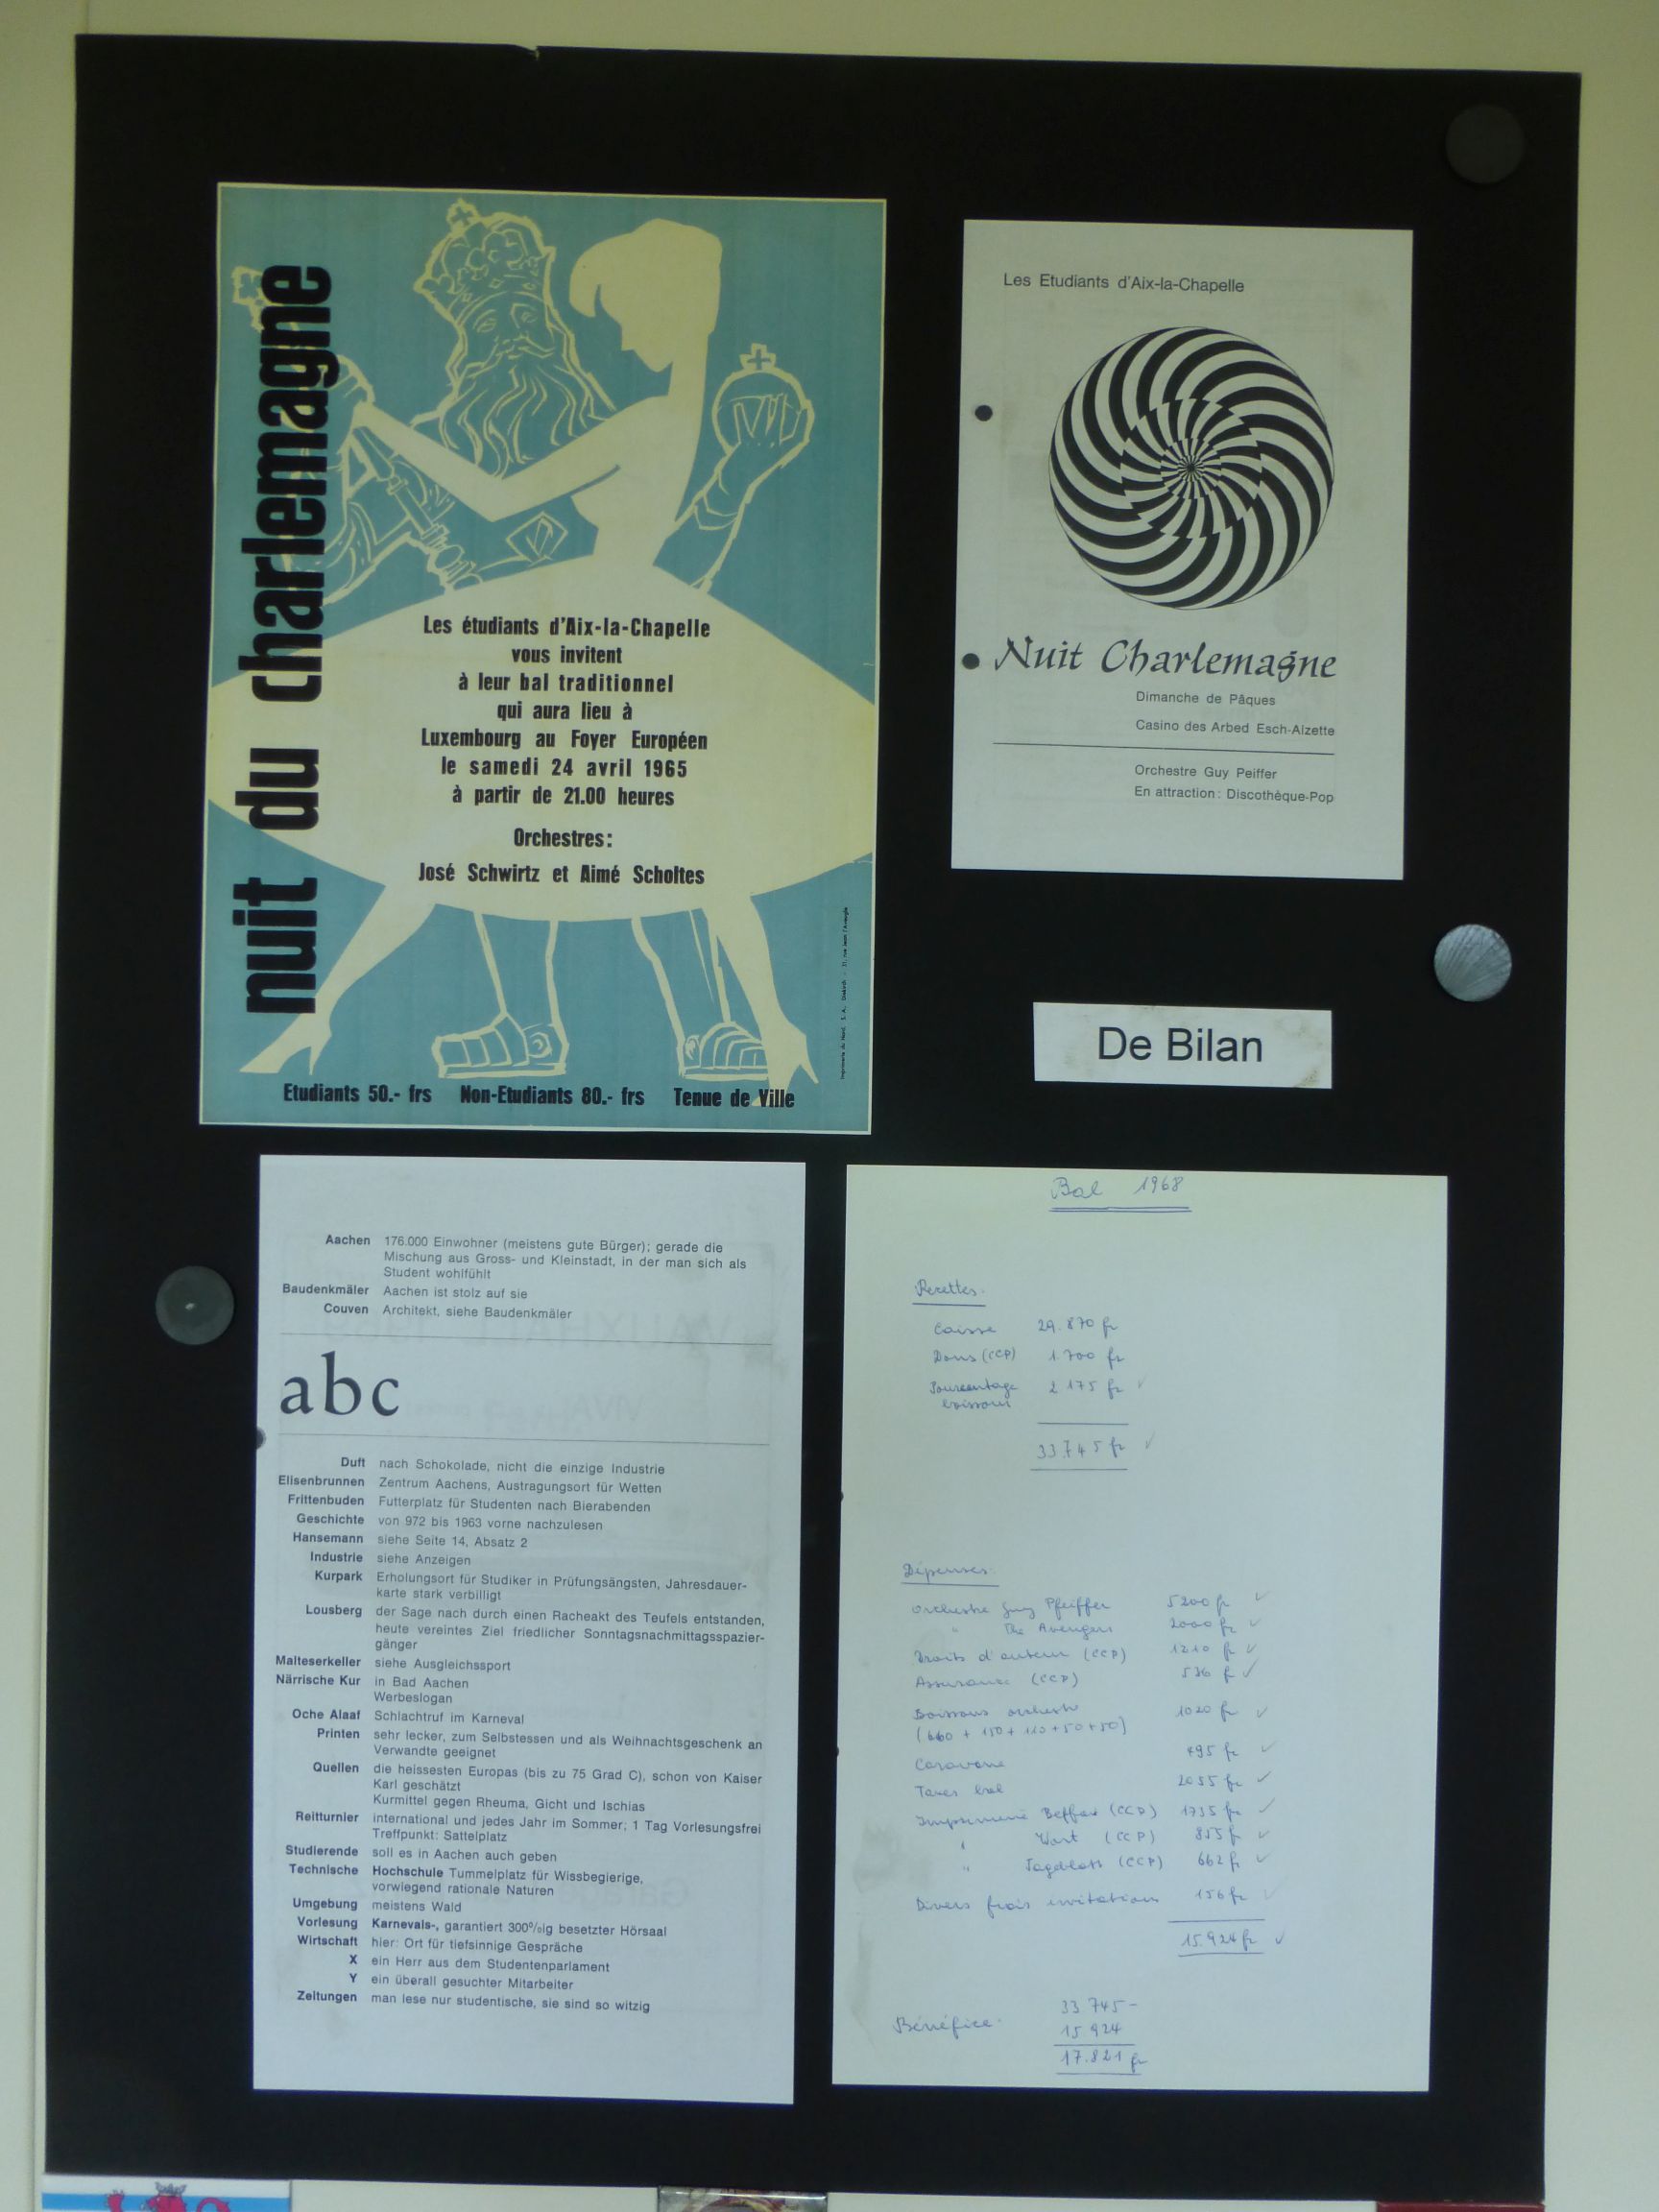 nuit du charlemagne
Les étudiants d'Aix-la-Chapelle
vous invitent
à leur bal traditionnel
qui aura lieu à
Luxembourg au Foyer Européen
le samedi 24 avril 1965
à partir de 21.00 heures
Orchestres:
José Schwirtz et Aimé Scholtes
Etudiants 50.- frs Non-Etudiants 80.- frs Tenue de Ville
Les Etudiants d'Aix-la-Chapelle
Nuit Charlemagne
Dimanche de Pâques
Casino des Arbed Esch-Alzette
Orchestre Guy Peiffer
En attraction: Discothèque-Pop
De Bilan
Aachen 176.000 Einwohner (meistens gute Bürger); gerade die
Mischung aus Gross- und Kleinstadt, in der man sich als
Student wohlfühlt
Baudenkmäler Aachen ist stolz auf sie
Couven Architekt, siehe Baudenkmäler
abc
Duft nach Schokolade, nicht die einzige Industrie
Elisenbrunnen Zentrum Aachens, Austragungsort für Wetten
Frittenbuden Futterplatz für Studenten nach Bierabenden
Geschichte von 972 bis 1963 vorne nachzulesen
Hansemann siehe Seite 14, Absatz 2
Industrie siehe Anzeigen
Kurpark Erholungsort für Studiker in Prüfungsängsten, Jahresdauer-
karte stark verbilligt
Lousberg der Sage nach durch einen Racheakt des Teufels entstanden,
heute vereintes Ziel friedlicher Sonntagsnachmittagsspazier-
gänger
Malteserkeller siehe Ausgleichssport
Närrische Kur in Bad Aachen
Werbeslogan
Oche Alaaf Schlachtruf im Karneval
Printen sehr lecker, zum Selbstessen und als Weihnachtsgeschenk an
Verwandte geeignet
Quellen die heissesten Europas (bis zu 75 Grad C), schon von Kaiser
Karl geschätzt
Kurmittel gegen Rheuma, Gicht und Ischias
Reitturnier international und jedes Jahr im Sommer; 1 Tag Vorlesungsfrei
Treffpunkt: Sattelplatz
Studierende soll es in Aachen auch geben
Technische Hochschule Tummelplatz für Wissbegierige,
vorwiegend rationale Naturen
Umgebung meistens Wald
Vorlesung Karnevals-, garantiert 300%ig besetzter Hörsaal
Wirtschaft hier: Ort für tiefsinnige Gespräche
X ein Herr aus dem Studentenparlament
Y ein überall gesuchter Mitarbeiter
Zeitungen man lese nur studentische, sie sind so witzig
Bal 1968
Recettes.
Caisse 29.870 fr
Dons (CCP) 1.700 fr
Pourcentage 2 175 fr
boissons
33.745 fr
Dépenses.
Orchestre Guy Pfeiffer 5200 fr
" The Avengers 2000 fr
Droits d'auteur (CCP) 1210 fr
Assurance (CCP) 536 fr
Boissons orchestre 1020 fr
(660 + 150 + 110 + 50 + 50)
Caravane 495 fr
Taxes bal 2055 fr
Imprimerie (CCP) 1735 fr
" Wort (CCP) 855 fr
" Tageblatt (CCP) 662 fr
Divers frais invitations 156 fr
15.924 fr
33 745 -
Bénéfice. 15 924
17.821 fr